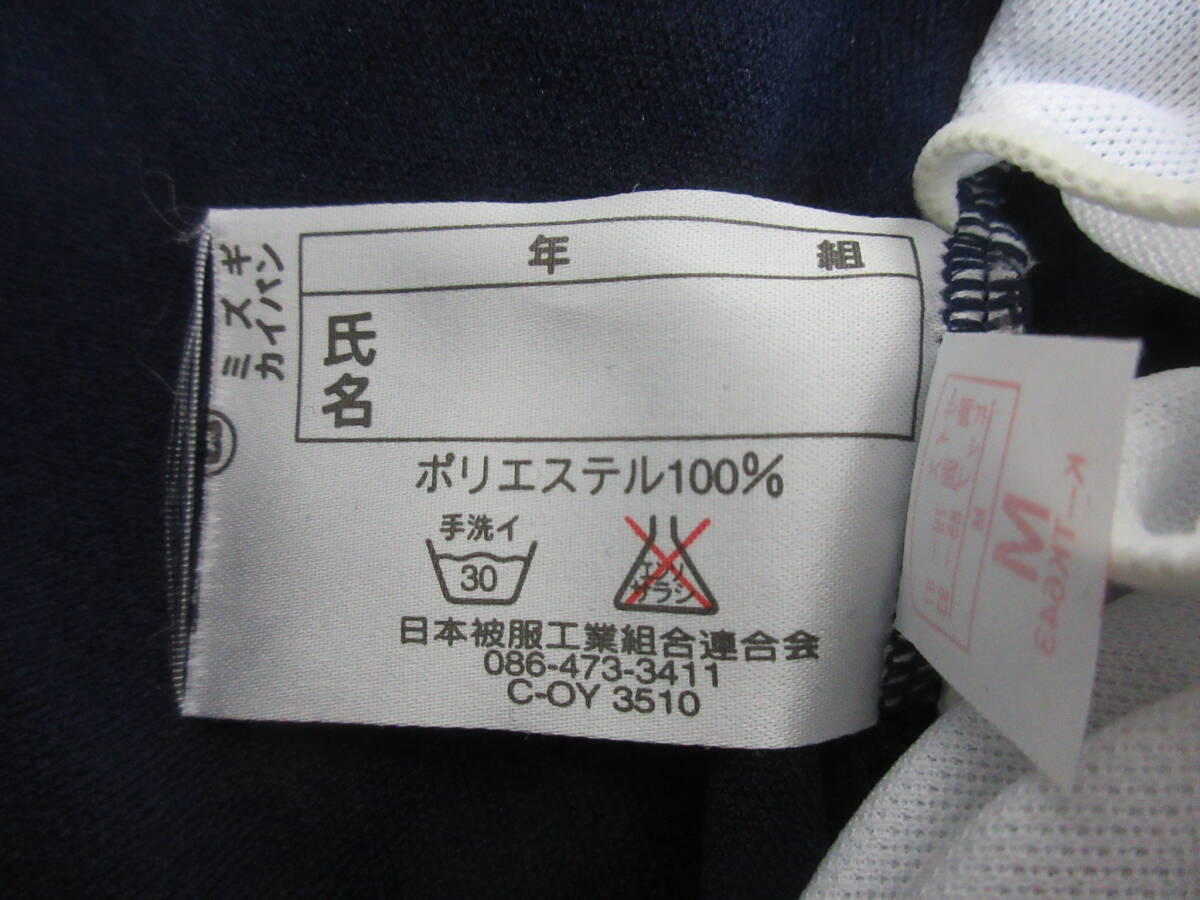 年 組
氏名
ミズギ
カイパン
ポリエステル100%
手洗イ
30
エンソ
サラシ
日本被服工業組合連合会
086-473-3411
C-OY 3510
M
K-TK643